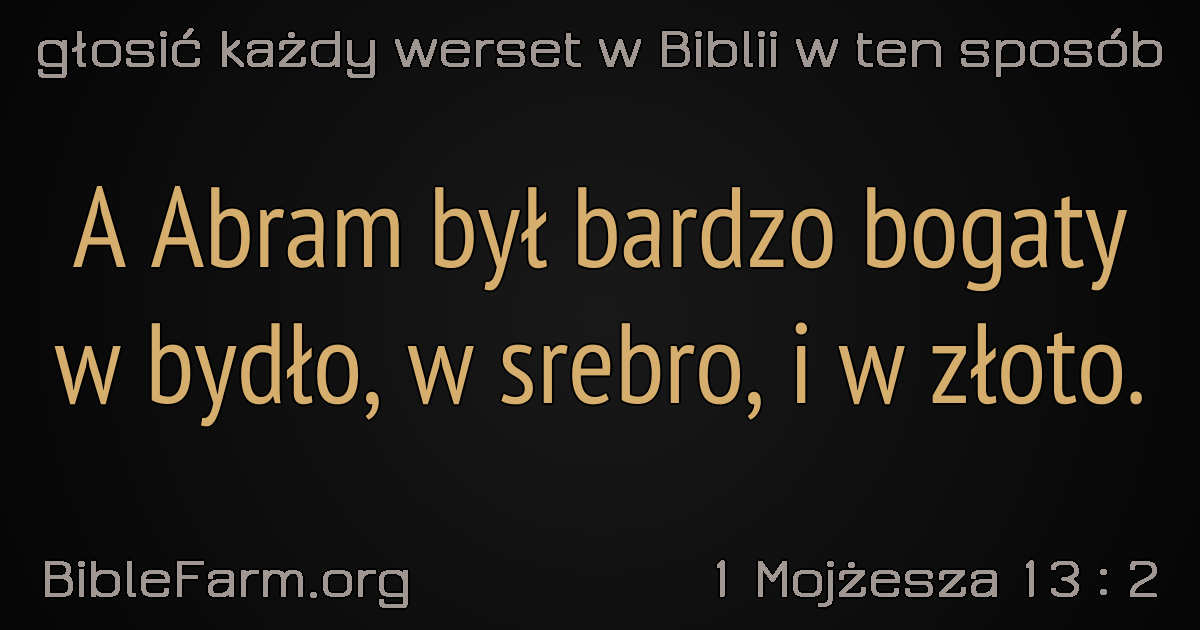 głosić każdy werset w Biblii w ten sposób
A Abram był bardzo bogaty
w bydło, w srebro, i w złoto.
BibleFarm.org
1 Mojżesza 13 : 2